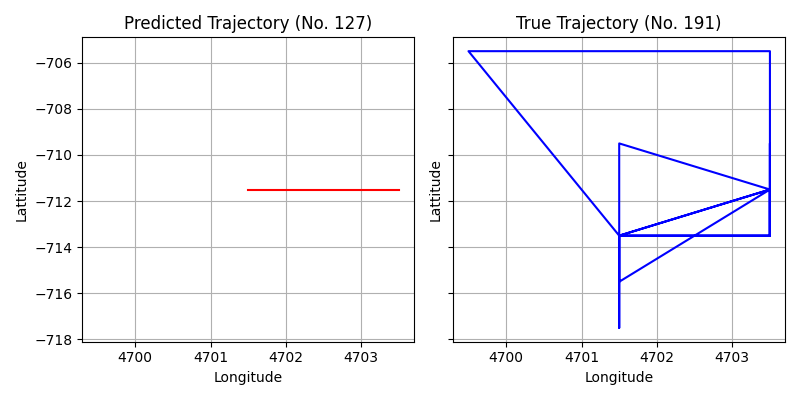 Predicted Trajectory (No. 127)
True Trajectory (No. 191)
−706
−708
−710
−712
−714
−716
−718
Lattitude
Lattitude
4700 4701 4702 4703
4700 4701 4702 4703
Longitude
Longitude